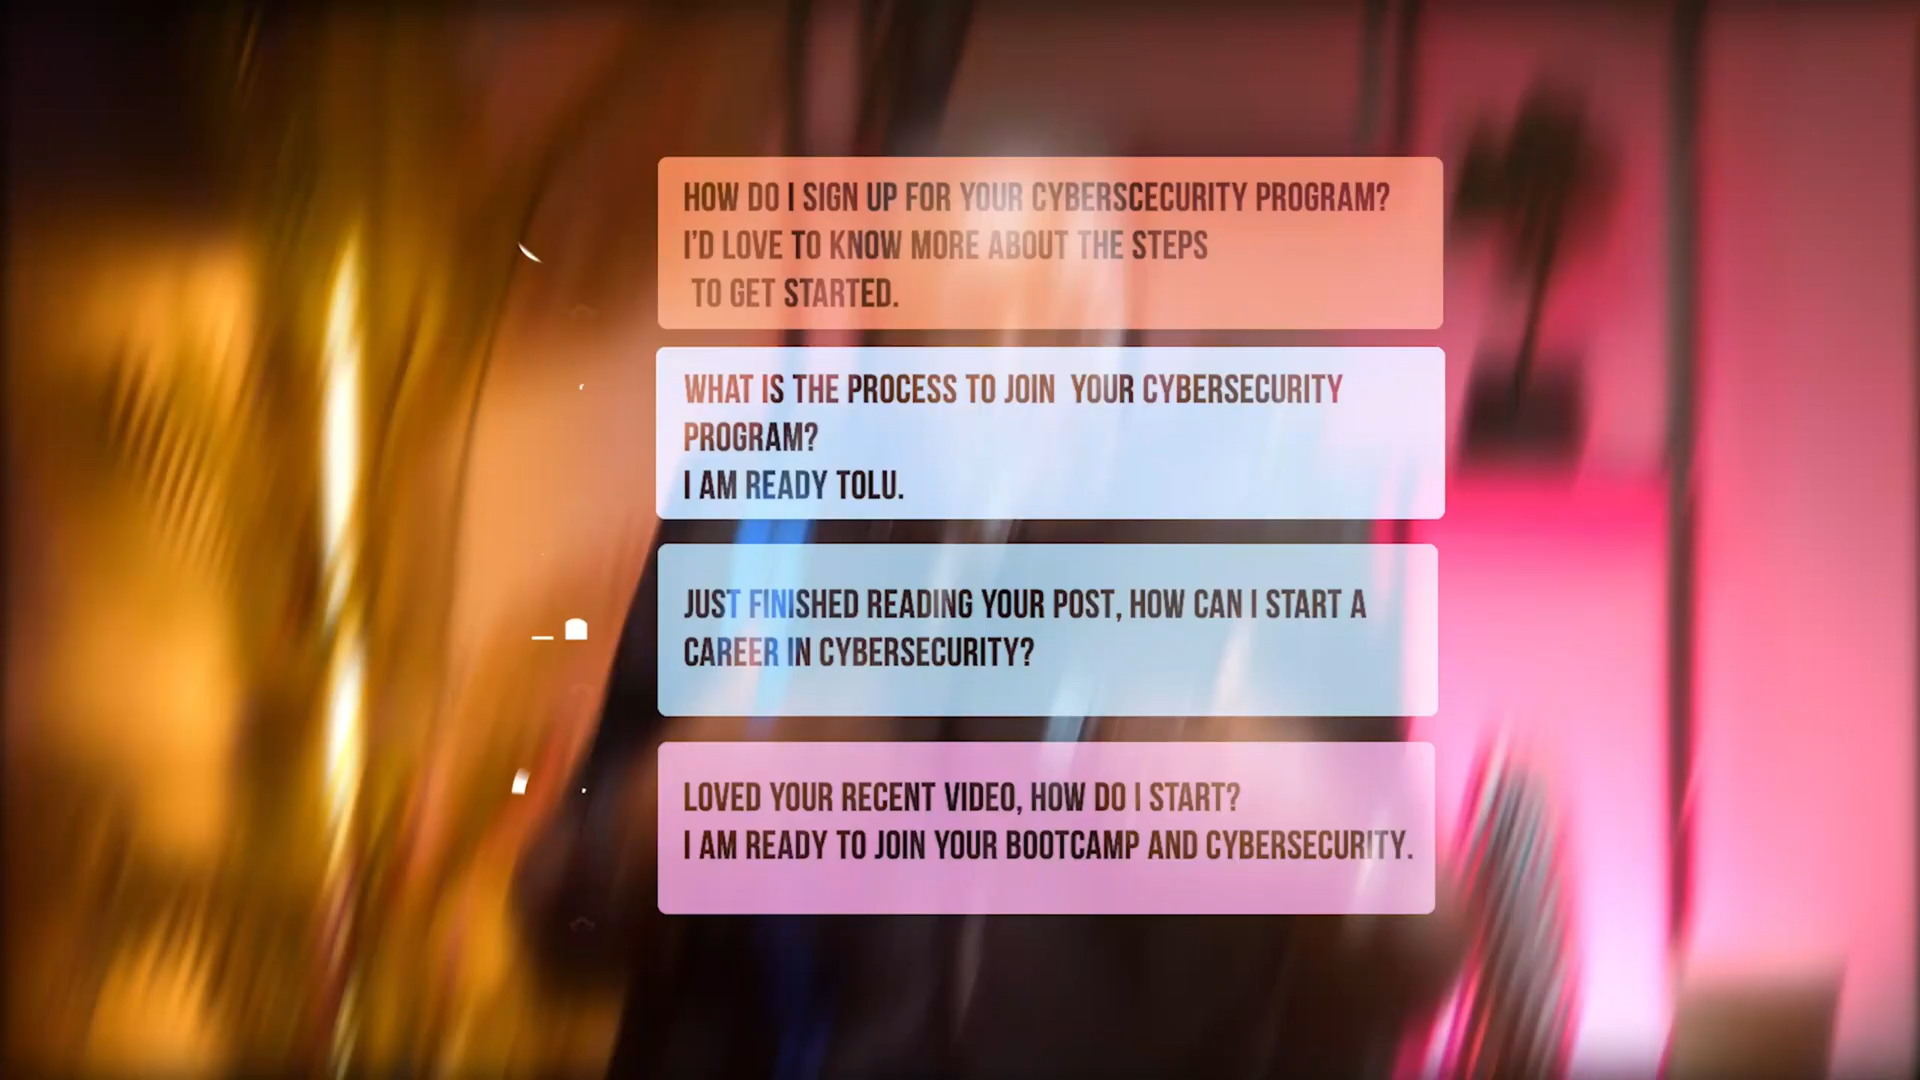 HOW DO I SIGN UP FOR YOUR CYBERSCECURITY PROGRAM?
I'D LOVE TO KNOW MORE ABOUT THE STEPS
TO GET STARTED.
WHAT IS THE PROCESS TO JOIN YOUR CYBERSECURITY
PROGRAM?
I AM READY TOLU.
JUST FINISHED READING YOUR POST, HOW CAN I START A
CAREER IN CYBERSECURITY?
LOVED YOUR RECENT VIDEO, HOW DO I START?
I AM READY TO JOIN YOUR BOOTCAMP AND CYBERSECURITY.